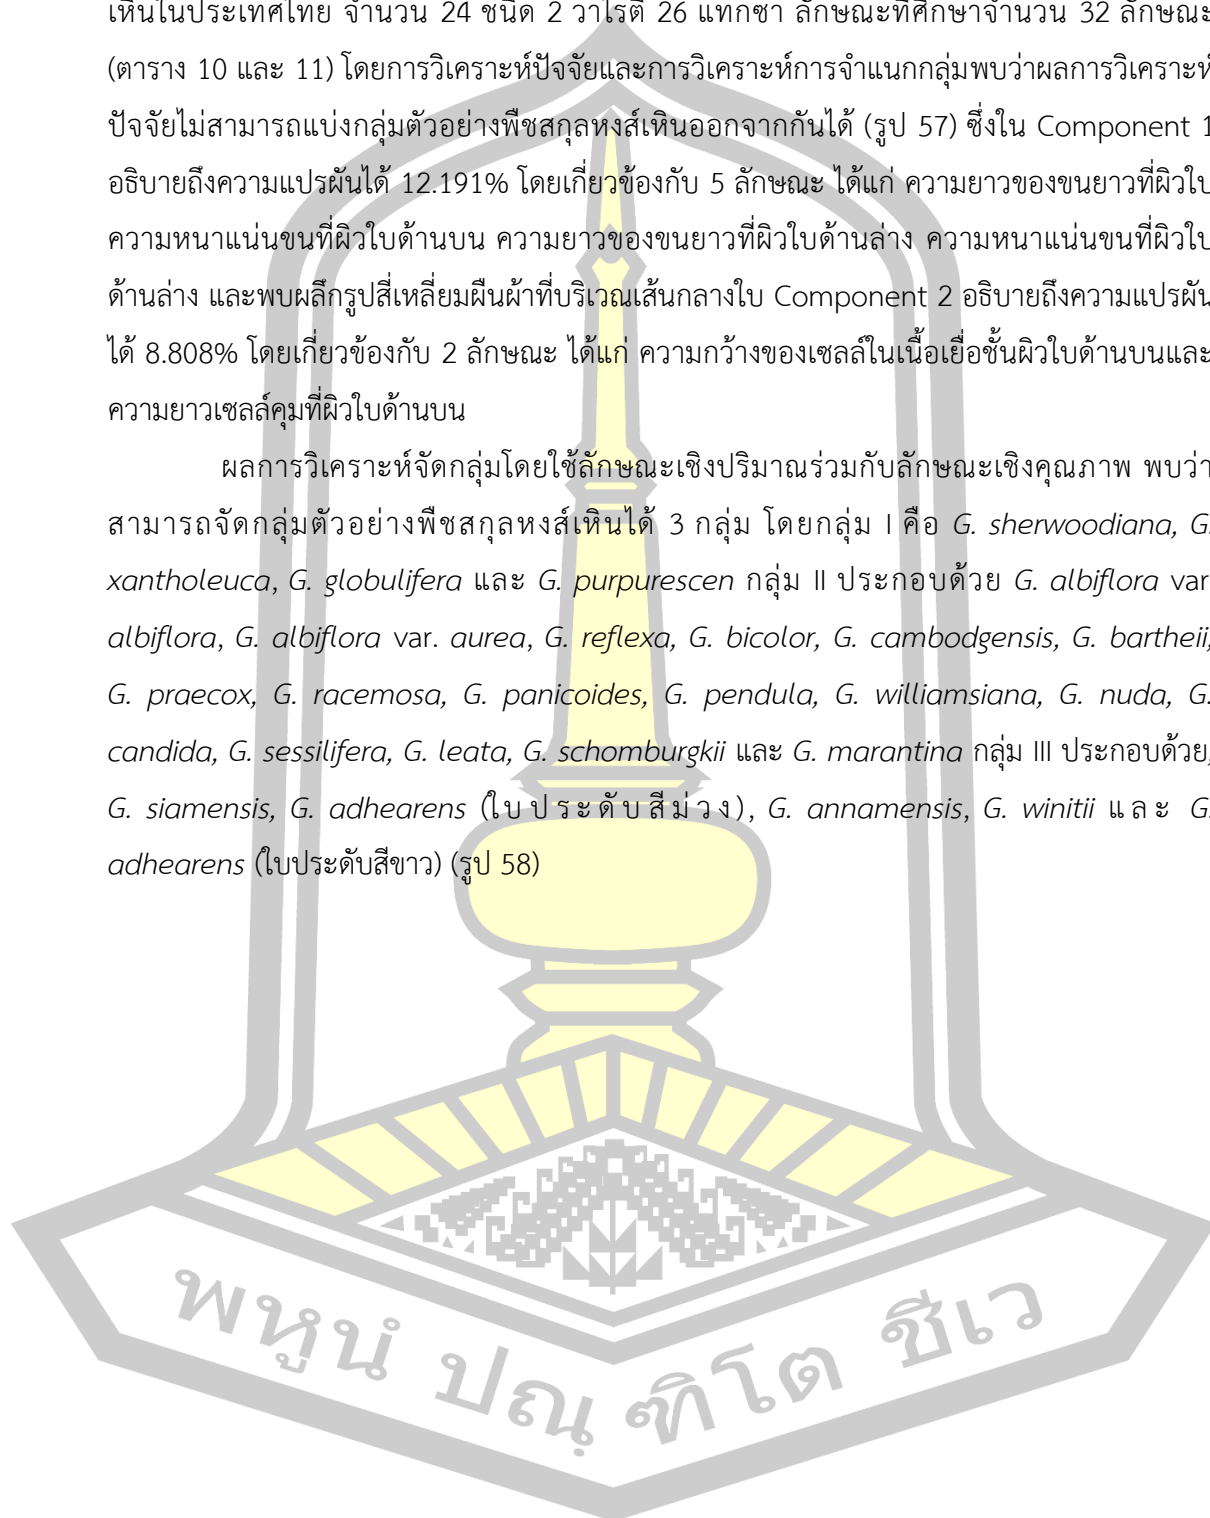 เหินในประเทศไทย จำนวน 24 ชนิด 2 วาไรตี 26 แทกซา ลักษณะที่ศึกษาจำนวน 32 ลักษณะ
(ตาราง 10 และ 11) โดยการวิเคราะห์ปัจจัยและการวิเคราะห์การจำแนกกลุ่มพบว่าผลการวิเคราะห์
ปัจจัยไม่สามารถแบ่งกลุ่มตัวอย่างพืชสกุลหงส์เหินออกจากกันได้ (รูป 57) ซึ่งใน Component 1
อธิบายถึงความแปรผันได้ 12.191% โดยเกี่ยวข้องกับ 5 ลักษณะ ได้แก่ ความยาวของขนยาวที่ผิวใบ
ความหนาแน่นขนที่ผิวใบด้านบน ความยาวของขนยาวที่ผิวใบด้านล่าง ความหนาแน่นขนที่ผิวใบ
ด้านล่าง และพบผลึกรูปสี่เหลี่ยมผืนผ้าที่บริเวณเส้นกลางใบ Component 2 อธิบายถึงความแปรผัน
ได้ 8.808% โดยเกี่ยวข้องกับ 2 ลักษณะ ได้แก่ ความกว้างของเซลล์ในเนื้อเยื่อชั้นผิวใบด้านบนและ
ความยาวเซลล์คุมที่ผิวใบด้านบน
ผลการวิเคราะห์จัดกลุ่มโดยใช้ลักษณะเชิงปริมาณร่วมกับลักษณะเชิงคุณภาพ พบว่า
สามารถจัดกลุ่มตัวอย่างพืชสกุลหงส์เหินได้ 3 กลุ่ม โดยกลุ่ม I คือ G. sherwoodiana, G.
xantholeuca, G. globulifera และ G. purpurescen กลุ่ม II ประกอบด้วย G. albiflora var
albiflora, G. albiflora var. aurea, G. reflexa, G. bicolor, G. cambodgensis, G. bartheii,
G. praecox, G. racemosa, G. panicoides, G. pendula, G. williamsiana, G. nuda, G.
candida, G. sessilifera, G. leata, G. schomburgkii และ G. marantina กลุ่ม III ประกอบด้วย,
G. siamensis, G. adhearens (ใบประดับสีม่วง), G. annamensis, G. winitii และ G.
adhearens (ใบประดับสีขาว) (รูป 58)
พหูนํ ปณฺฑิโต ชีเว